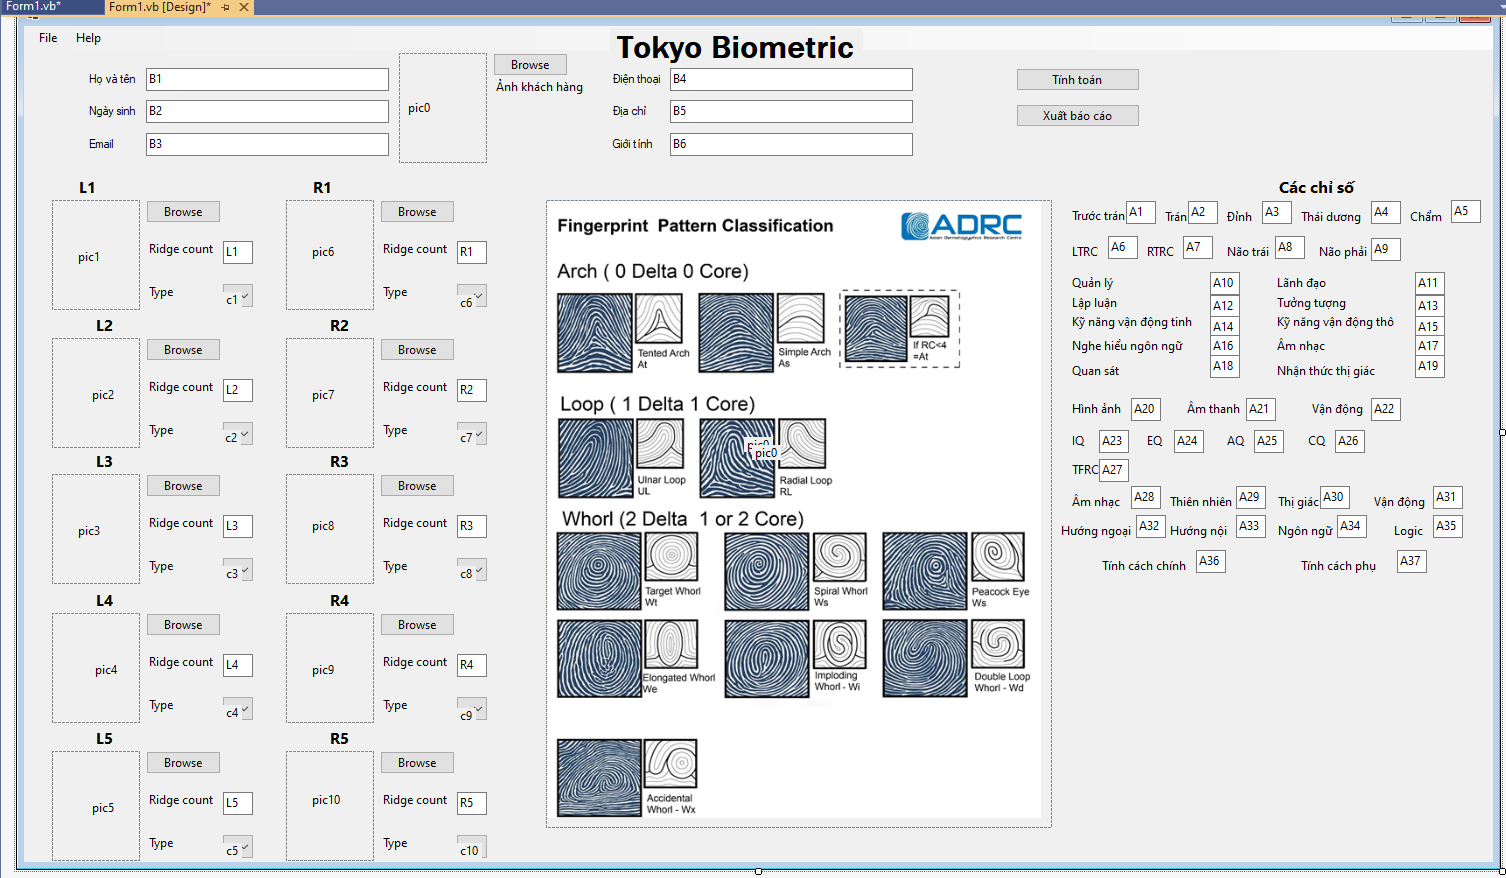 Form1.vb*
Form1.vb [Design]*
File Help
Tokyo Biometric
Họ và tên B1
Ngày sinh B2
Email B3
pic0
Browse
Ảnh khách hàng
Điện thoại B4
Địa chỉ B5
Giới tính B6
Tính toán
Xuất báo cáo
L1
pic1
Browse
Ridge count L1
Type c1
R1
pic6
Browse
Ridge count R1
Type c6
L2
pic2
Browse
Ridge count L2
Type c2
R2
pic7
Browse
Ridge count R2
Type c7
L3
pic3
Browse
Ridge count L3
Type c3
R3
pic8
Browse
Ridge count R3
Type c8
L4
pic4
Browse
Ridge count L4
Type c4
R4
pic9
Browse
Ridge count R4
Type c9
L5
pic5
Browse
Ridge count L5
Type c5
R5
pic10
Browse
Ridge count R5
Type c10
Fingerprint Pattern Classification
ADRC
Asian Dermatoglyphics Research Centre
Arch ( 0 Delta 0 Core)
Tented Arch
At
Simple Arch
As
If RC<4
=At
Loop ( 1 Delta 1 Core)
Ulnar Loop
UL
pic0
pic0
Radial Loop
RL
Whorl (2 Delta 1 or 2 Core)
Target Whorl
Wt
Spiral Whorl
Ws
Peacock Eye
Ws
Elongated Whorl
We
Imploding
Whorl - Wi
Double Loop
Whorl - Wd
Accidental
Whorl - Wx
Các chỉ số
Trước trán A1 Trán A2 Đỉnh A3 Thái dương A4 Chẩm A5
LTRC A6 RTRC A7 Não trái A8 Não phải A9
Quản lý A10 Lãnh đạo A11
Lập luận A12 Tưởng tượng A13
Kỹ năng vận động tinh A14 Kỹ năng vận động thô A15
Nghe hiểu ngôn ngữ A16 Âm nhạc A17
Quan sát A18 Nhận thức thị giác A19
Hình ảnh A20 Âm thanh A21 Vận động A22
IQ A23 EQ A24 AQ A25 CQ A26
TFRC A27
Âm nhạc A28 Thiên nhiên A29 Thị giác A30 Vận động A31
Hướng ngoại A32 Hướng nội A33 Ngôn ngữ A34 Logic A35
Tính cách chính A36 Tính cách phụ A37